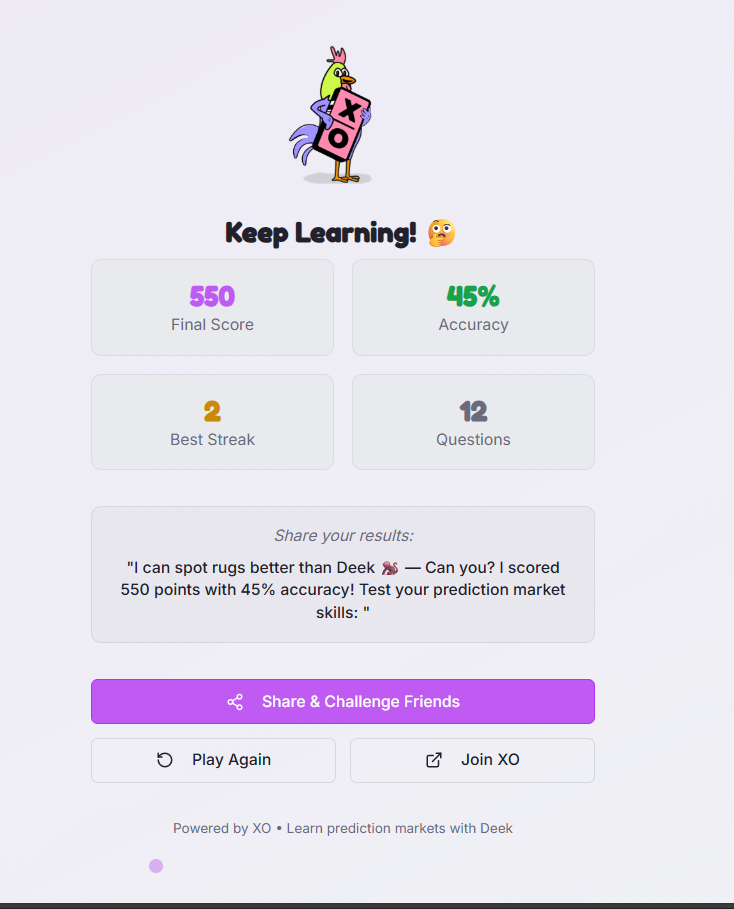 X
O
Keep Learning! 🤔
550
Final Score
45%
Accuracy
2
Best Streak
12
Questions
Share your results:
"I can spot rugs better than Deek 🐿️ — Can you? I scored
550 points with 45% accuracy! Test your prediction market
skills: "
Share & Challenge Friends
Play Again
Join XO
Powered by XO • Learn prediction markets with Deek